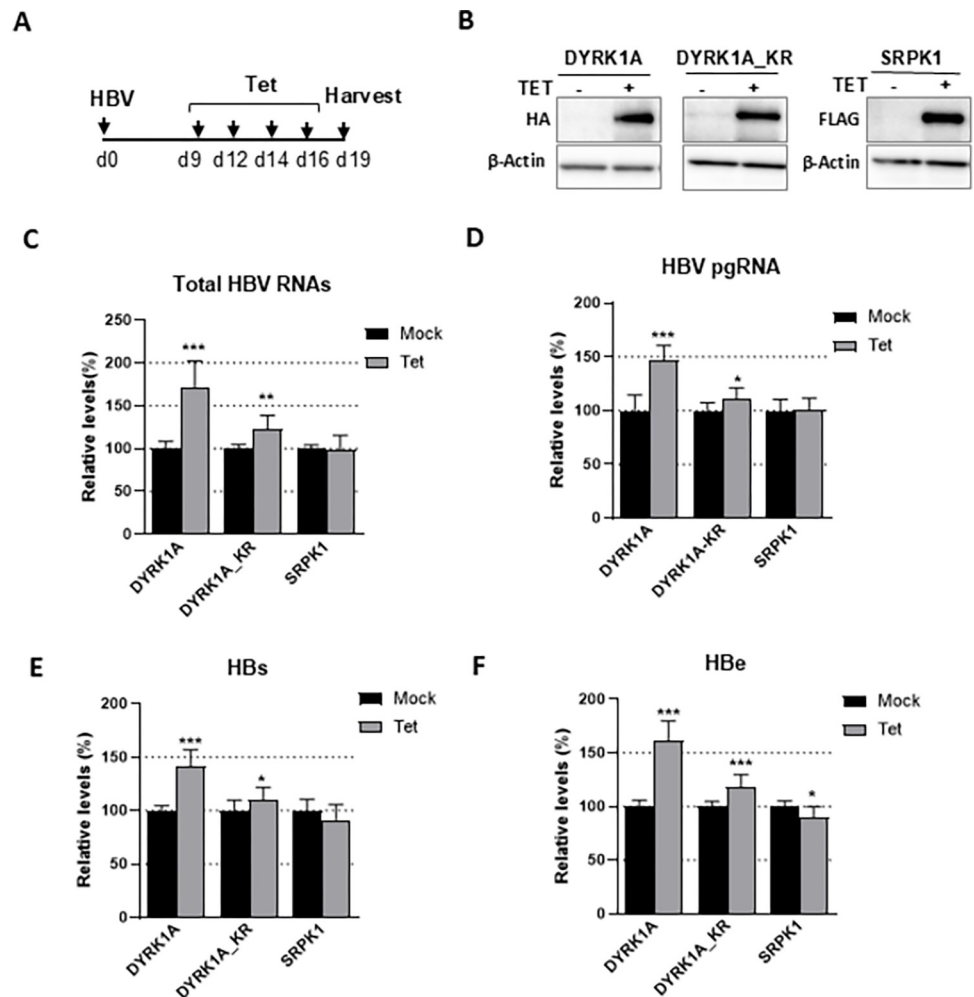 A
HBV
Tet
Harvest
d0 d9 d12 d14 d16 d19
B
DYRK1A DYRK1A_KR SRPK1
TET - + - + TET - +
HA FLAG
β-Actin β-Actin
C
Total HBV RNAs
Relative levels(%)
250
200
150
100
50
0
***
**
Mock
Tet
DYRK1A DYRK1A_KR SRPK1
D
HBV pgRNA
Relative levels (%)
200
150
100
50
0
***
*
Mock
Tet
DYRK1A DYRK1A-KR SRPK1
E
HBs
Relative levels (%)
200
150
100
50
0
***
*
Mock
Tet
DYRK1A DYRK1A_KR SRPK1
F
HBe
Relative levels (%)
200
150
100
50
0
***
***
*
Mock
Tet
DYRK1A DYRK1A_KR SRPK1